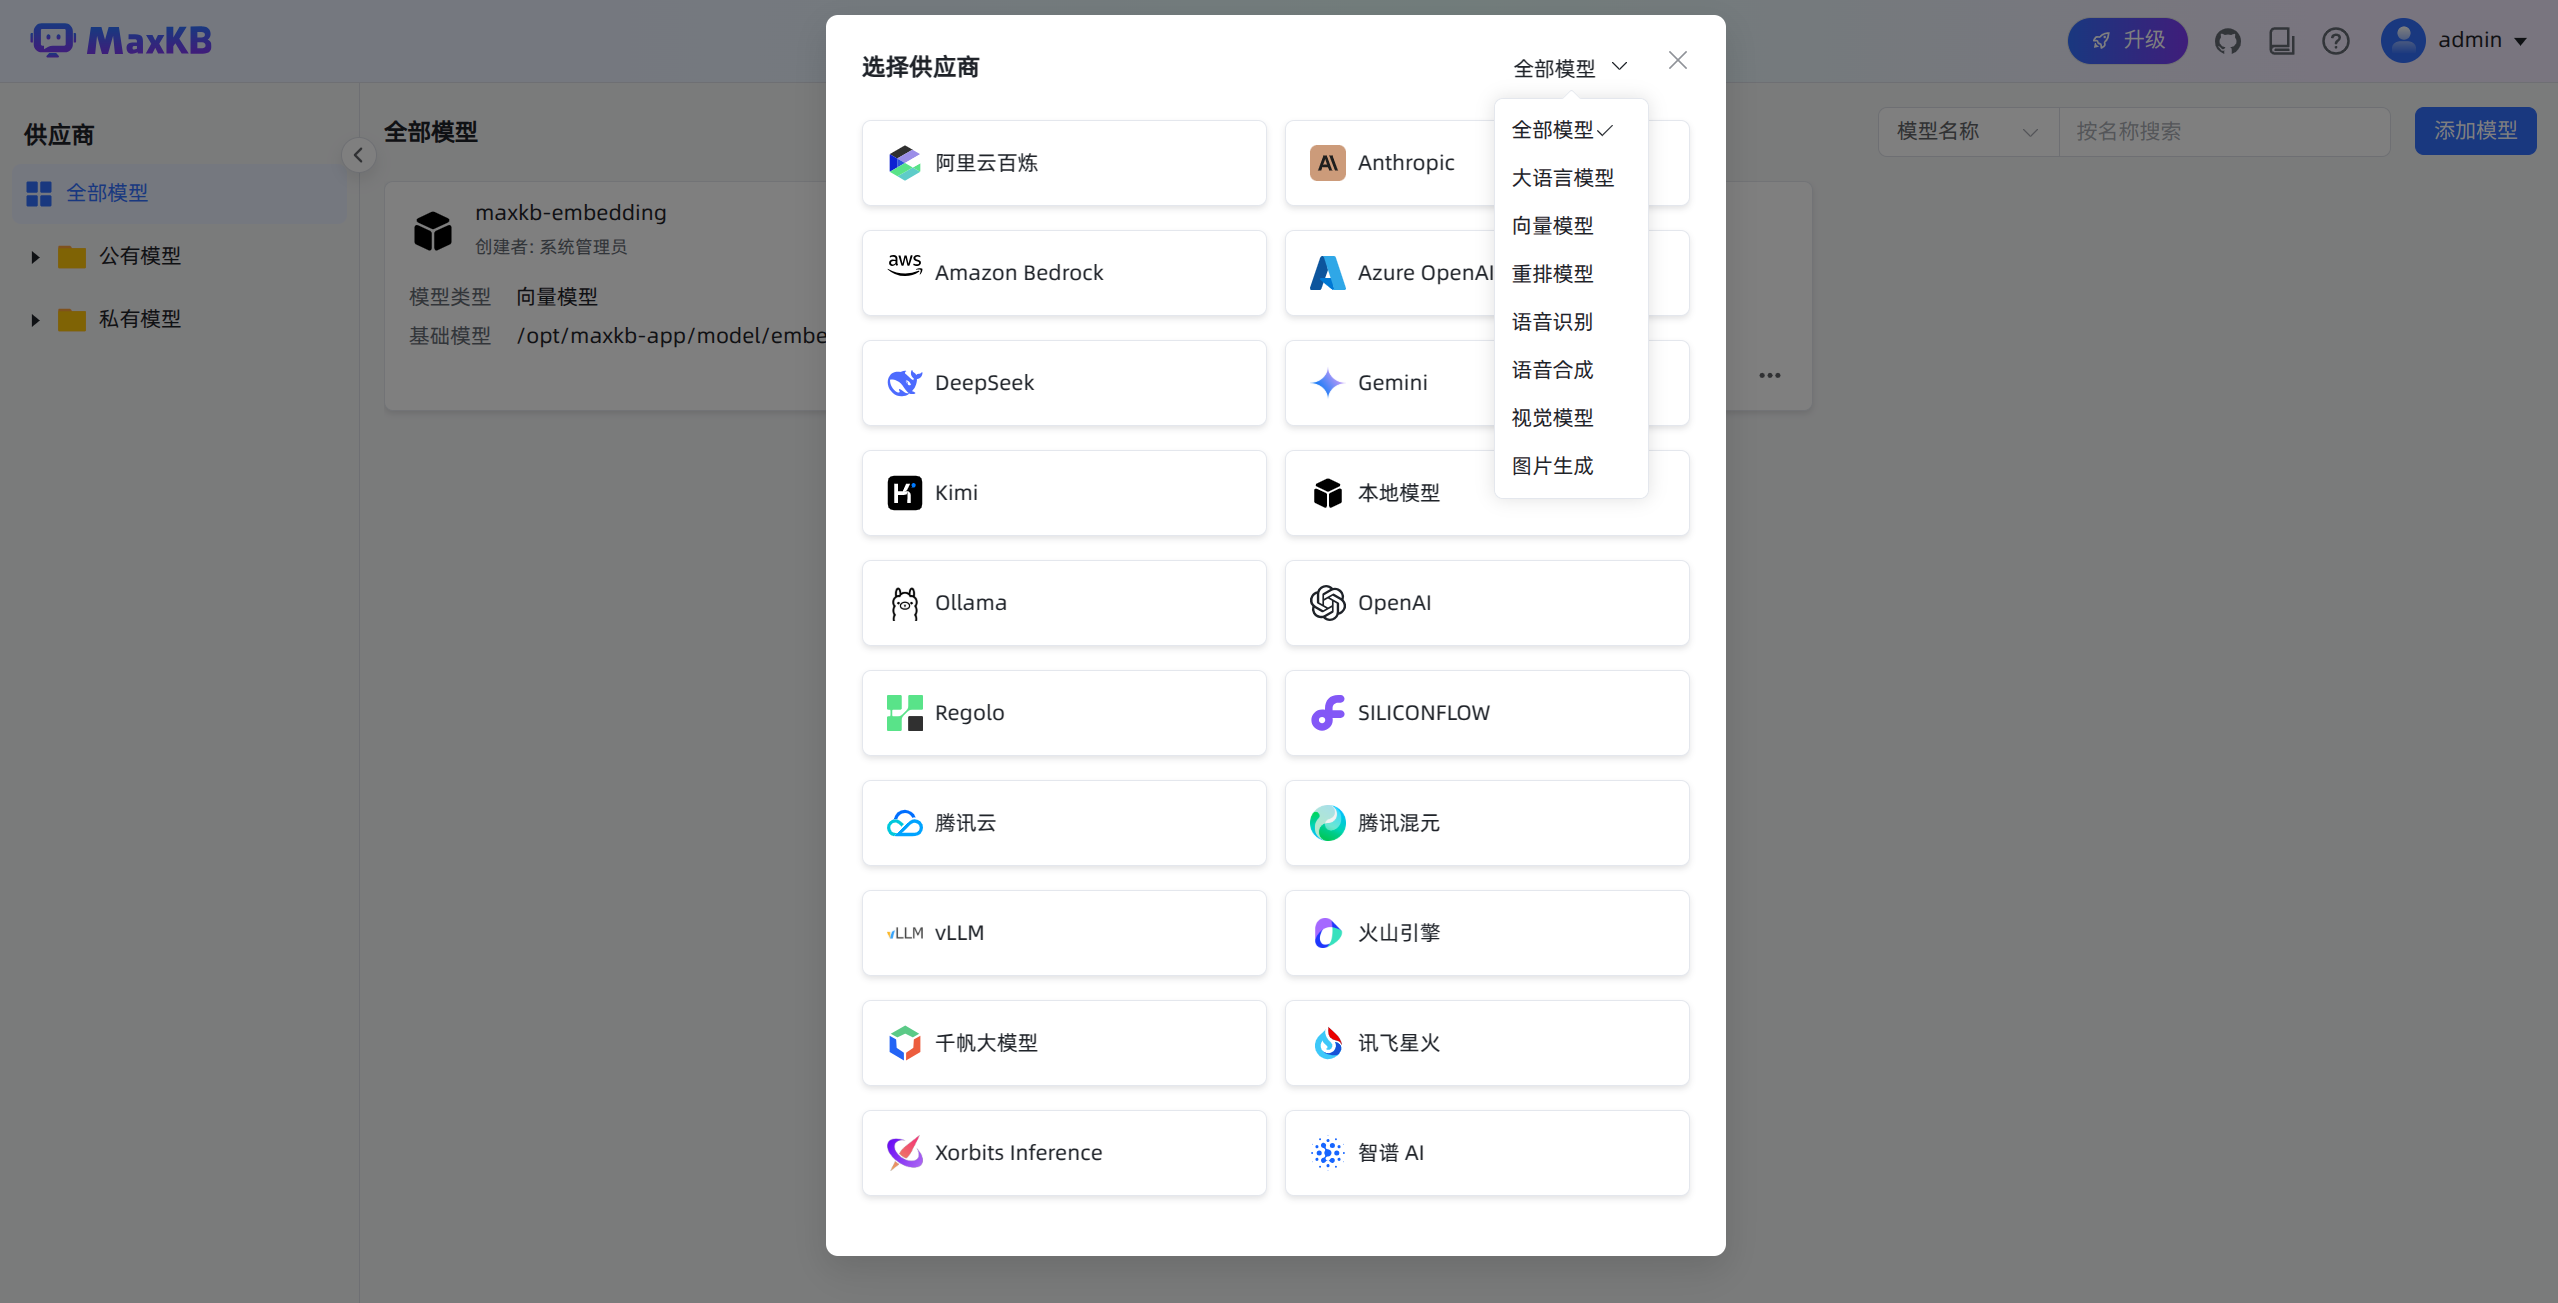 MaxKB
升级
admin
供应商
全部模型
公有模型
私有模型
全部模型
模型名称
按名称搜索
添加模型
maxkb-embedding
创建者: 系统管理员
模型类型 向量模型
基础模型 /opt/maxkb-app/model/embe
选择供应商
全部模型
全部模型
大语言模型
向量模型
重排模型
语音识别
语音合成
视觉模型
图片生成
阿里云百炼
Anthropic
aws
Amazon Bedrock
Azure OpenAI
DeepSeek
Gemini
Kimi
本地模型
Ollama
OpenAI
Regolo
SILICONFLOW
腾讯云
腾讯混元
vLLM
vLLM
火山引擎
千帆大模型
讯飞星火
Xorbits Inference
智谱 AI